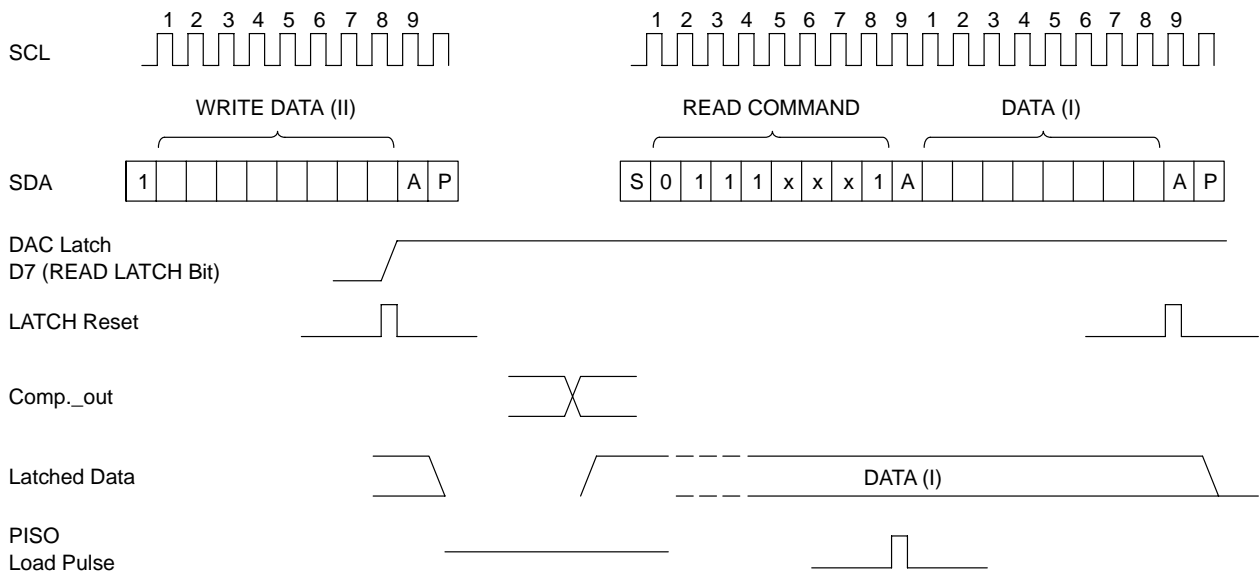 1 2 3 4 5 6 7 8 9 1 2 3 4 5 6 7 8 9 1 2 3 4 5 6 7 8 9
SCL
WRITE DATA (II) READ COMMAND DATA (I)
SDA 1 A P S 0 1 1 1 x x x 1 A A P
DAC Latch
D7 (READ LATCH Bit)
LATCH Reset
Comp._out
Latched Data DATA (I)
PISO
Load Pulse